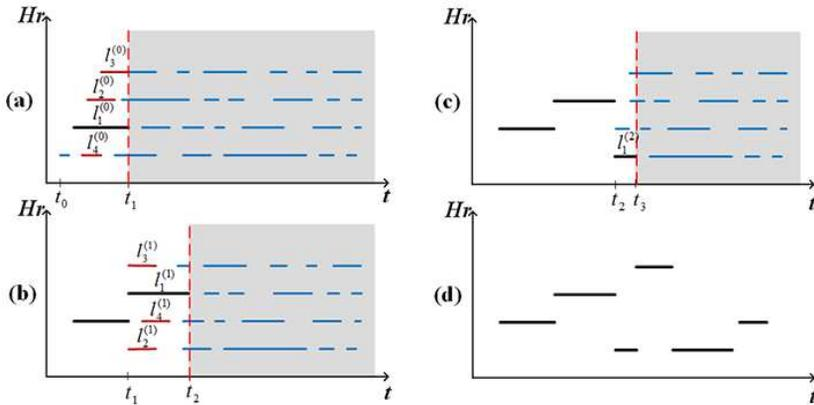 Hr
l₃⁽⁰⁾
l₂⁽⁰⁾
(a)
l₁⁽⁰⁾
l₄⁽⁰⁾
t₀ t₁ t
Hr
l₃⁽¹⁾
l₁⁽¹⁾
(b)
l₄⁽¹⁾
l₂⁽¹⁾
t₁ t₂ t
Hr
(c)
l₁⁽²⁾
t₂ t₃ t
Hr
(d)
t